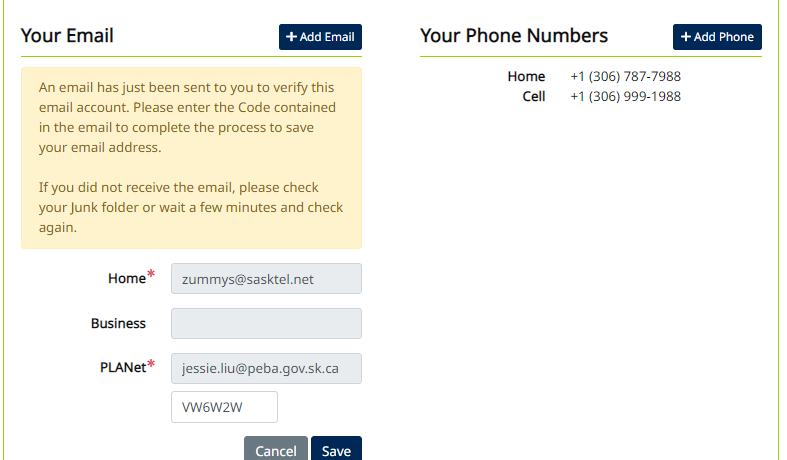 Your Email
+ Add Email
An email has just been sent to you to verify this
email account. Please enter the Code contained
in the email to complete the process to save
your email address.
If you did not receive the email, please check
your Junk folder or wait a few minutes and check
again.
Home* zummys@sasktel.net
Business
PLANet* jessie.liu@peba.gov.sk.ca
VW6W2W
Cancel Save
Your Phone Numbers
+ Add Phone
Home +1 (306) 787-7988
Cell +1 (306) 999-1988